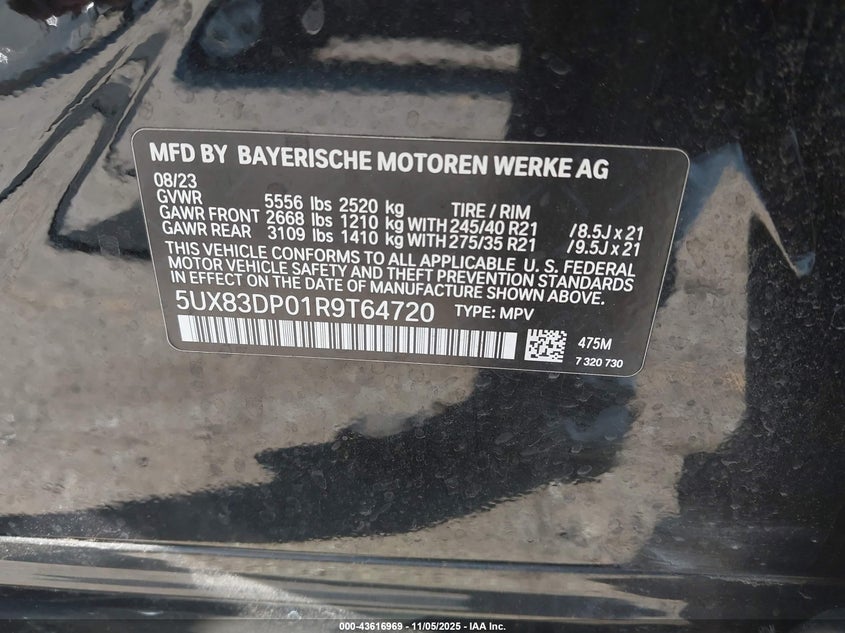 MFD BY BAYERISCHE MOTOREN WERKE AG
08/23
GVWR 5556 lbs 2520 kg TIRE / RIM
GAWR FRONT 2668 lbs 1210 kg WITH 245/40 R21 /8.5J x 21
GAWR REAR 3109 lbs 1410 kg WITH 275/35 R21 /9.5J x 21
THIS VEHICLE CONFORMS TO ALL APPLICABLE U. S. FEDERAL
MOTOR VEHICLE SAFETY AND THEFT PREVENTION STANDARDS
IN EFFECT ON THE DATE OF MANUFACTURE SHOWN ABOVE.
5UX83DP01R9T64720 TYPE: MPV
475M
7 320 730
000-43616969 | 11/05/2025 - IAA Inc.